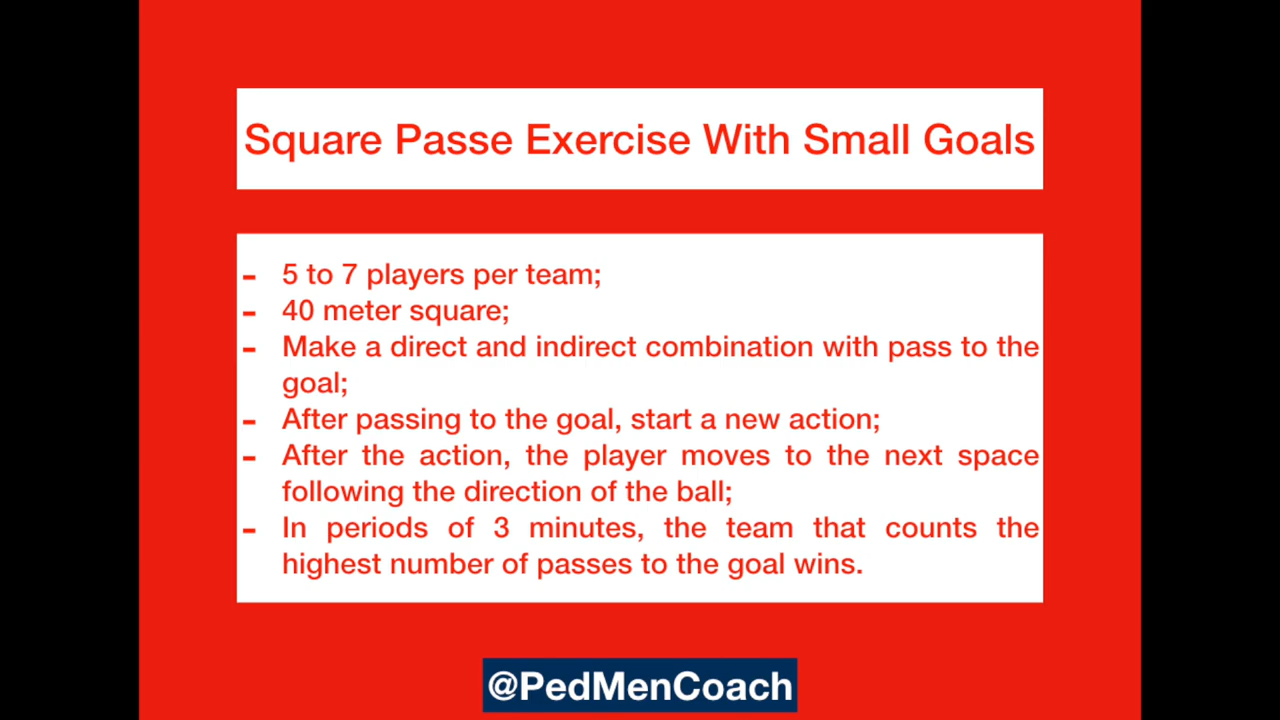 Square Passe Exercise With Small Goals
- 5 to 7 players per team;
- 40 meter square;
- Make a direct and indirect combination with pass to the
goal;
- After passing to the goal, start a new action;
- After the action, the player moves to the next space
following the direction of the ball;
- In periods of 3 minutes, the team that counts the
highest number of passes to the goal wins.
@PedMenCoach